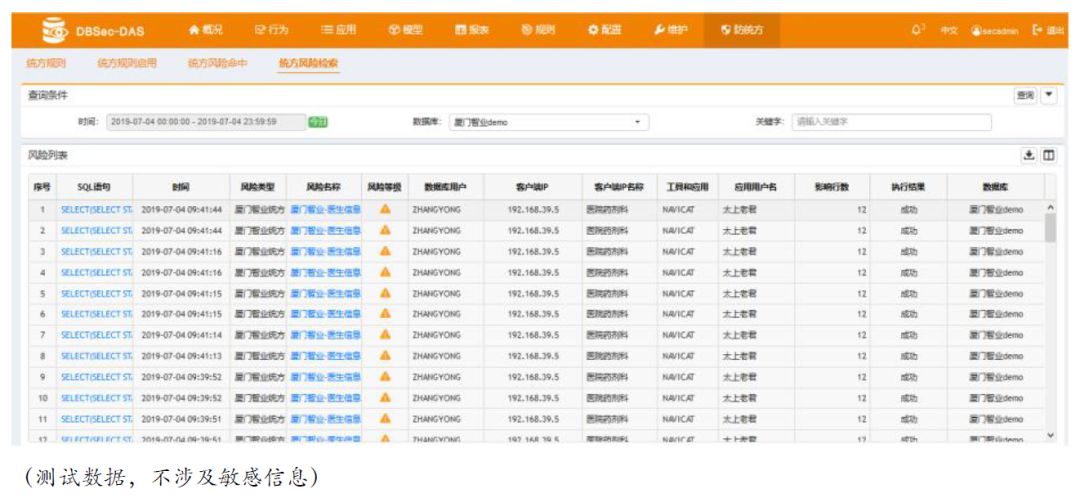 DBSec-DAS 概况 行为 应用 模型 报表 规则 配置 维护 防统方 3 中文 secadmin 退出
统方规则 统方规则启用 统方风险命中 统方风险检索
查询条件 查询
时间: 2019-07-04 00:00:00 - 2019-07-04 23:59:59 今日 数据库: 厦门智业demo 关键字: 请输入关键字
风险列表
序号 SQL语句 时间 风险类型 风险名称 风险等级 数据库用户 客户端IP 客户端IP名称 工具和应用 应用用户名 影响行数 执行结果 数据库
1 SELECT(SELECT STA 2019-07-04 09:41:44 厦门智业统方 厦门智业-医生信息 ZHANGYONG 192.168.39.5 医院药剂科 NAVICAT 太上老君 12 成功 厦门智业demo
2 SELECT(SELECT STA 2019-07-04 09:41:44 厦门智业统方 厦门智业-医生信息 ZHANGYONG 192.168.39.5 医院药剂科 NAVICAT 太上老君 12 成功 厦门智业demo
3 SELECT(SELECT STA 2019-07-04 09:41:16 厦门智业统方 厦门智业-医生信息 ZHANGYONG 192.168.39.5 医院药剂科 NAVICAT 太上老君 12 成功 厦门智业demo
4 SELECT(SELECT STA 2019-07-04 09:41:16 厦门智业统方 厦门智业-医生信息 ZHANGYONG 192.168.39.5 医院药剂科 NAVICAT 太上老君 12 成功 厦门智业demo
5 SELECT(SELECT STA 2019-07-04 09:41:15 厦门智业统方 厦门智业-医生信息 ZHANGYONG 192.168.39.5 医院药剂科 NAVICAT 太上老君 12 成功 厦门智业demo
6 SELECT(SELECT STA 2019-07-04 09:41:15 厦门智业统方 厦门智业-医生信息 ZHANGYONG 192.168.39.5 医院药剂科 NAVICAT 太上老君 12 成功 厦门智业demo
7 SELECT(SELECT STA 2019-07-04 09:41:14 厦门智业统方 厦门智业-医生信息 ZHANGYONG 192.168.39.5 医院药剂科 NAVICAT 太上老君 12 成功 厦门智业demo
8 SELECT(SELECT STA 2019-07-04 09:41:13 厦门智业统方 厦门智业-医生信息 ZHANGYONG 192.168.39.5 医院药剂科 NAVICAT 太上老君 12 成功 厦门智业demo
9 SELECT(SELECT STA 2019-07-04 09:39:52 厦门智业统方 厦门智业-医生信息 ZHANGYONG 192.168.39.5 医院药剂科 NAVICAT 太上老君 12 成功 厦门智业demo
10 SELECT(SELECT STA 2019-07-04 09:39:52 厦门智业统方 厦门智业-医生信息 ZHANGYONG 192.168.39.5 医院药剂科 NAVICAT 太上老君 12 成功 厦门智业demo
11 SELECT(SELECT STA 2019-07-04 09:39:51 厦门智业统方 厦门智业-医生信息 ZHANGYONG 192.168.39.5 医院药剂科 NAVICAT 太上老君 12 成功 厦门智业demo
12 SELECT(SELECT STA 2019-07-04 09:39:51 厦门智业统方 厦门智业-医生信息 ZHANGYONG 192.168.39.5 医院药剂科 NAVICAT 太上老君 12 成功 厦门智业demo
(测试数据，不涉及敏感信息)